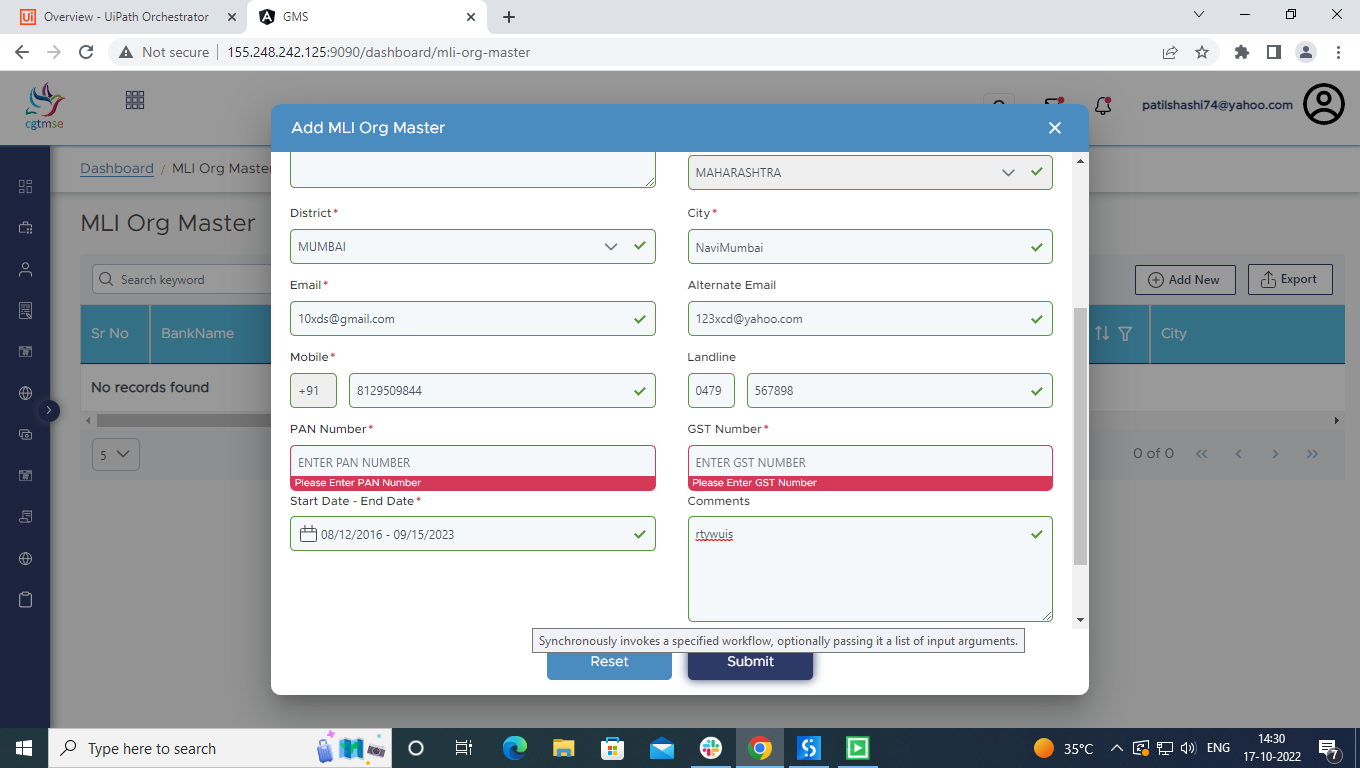 Overview - UiPath Orchestrator
GMS
Not secure
155.248.242.125:9090/dashboard/mli-org-master
cgtmse
patilshashi74@yahoo.com
Add MLI Org Master
Dashboard / MLI Org Master
MLI Org Master
Search keyword
Add New
Export
Sr No
BankName
City
No records found
5
0 of 0
MAHARASHTRA
District*
City*
MUMBAI
NaviMumbai
Email*
Alternate Email
10xds@gmail.com
123xcd@yahoo.com
Mobile*
Landline
+91
8129509844
0479
567898
PAN Number*
GST Number*
ENTER PAN NUMBER
ENTER GST NUMBER
Please Enter PAN Number
Please Enter GST Number
Start Date - End Date*
Comments
08/12/2016 - 09/15/2023
rtywuis
Synchronously invokes a specified workflow, optionally passing it a list of input arguments.
Reset
Submit
Type here to search
35°C
ENG
14:30
17-10-2022
7